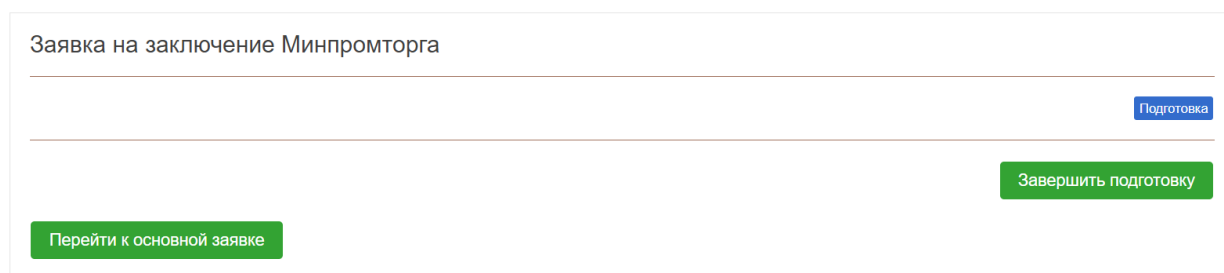 Заявка на заключение Минпромторга
Подготовка
Завершить подготовку
Перейти к основной заявке